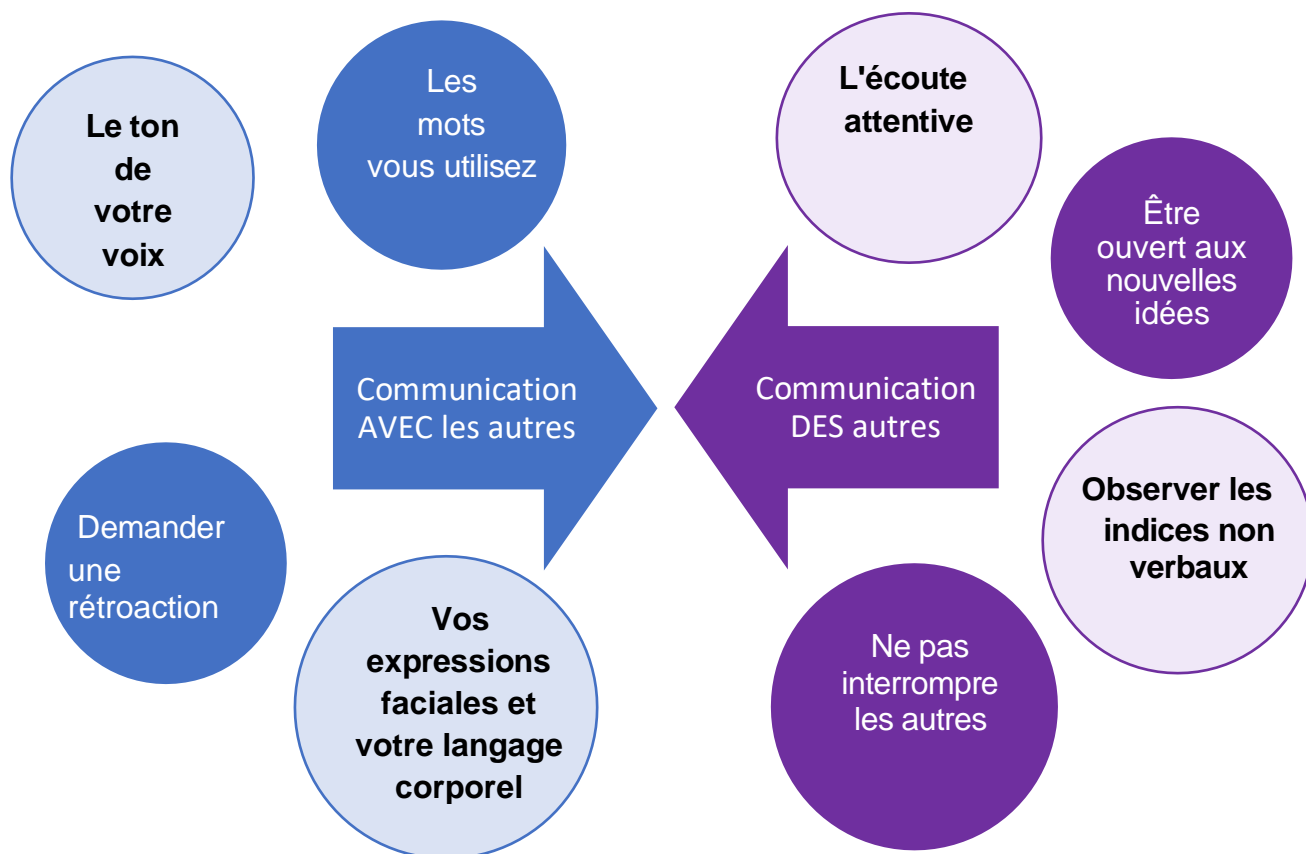 Le ton
de
votre
voix
Les
mots
vous utilisez
L'écoute
attentive
Être
ouvert aux
nouvelles
idées
Communication
AVEC les autres
Communication
DES autres
Demander
une
rétroaction
Vos
expressions
faciales et
votre langage
corporel
Ne pas
interrompre
les autres
Observer les
indices non
verbaux